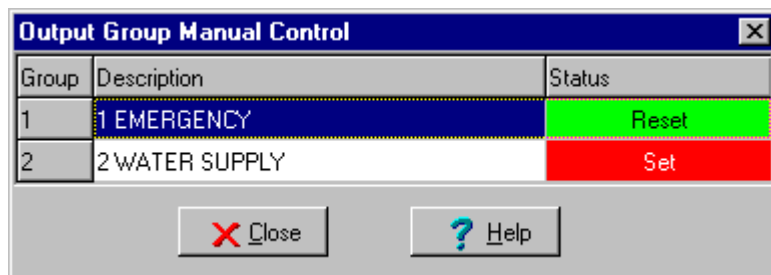 Output Group Manual Control
Group Description Status
1 1 EMERGENCY Reset
2 2 WATER SUPPLY Set
Close Help